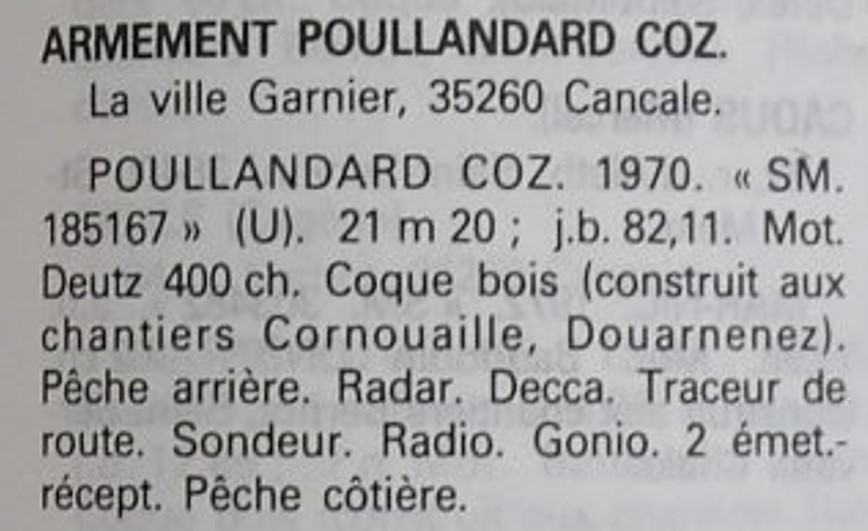 ARMEMENT POULLANDARD COZ.
La ville Garnier, 35260 Cancale.
POULLANDARD COZ. 1970. « SM.
185167 » (U). 21 m 20 ; j.b. 82,11. Mot.
Deutz 400 ch. Coque bois (construit aux
chantiers Cornouaille, Douarnenez).
Pêche arrière. Radar. Decca. Traceur de
route. Sondeur. Radio. Gonio. 2 émet.-
récept. Pêche côtière.